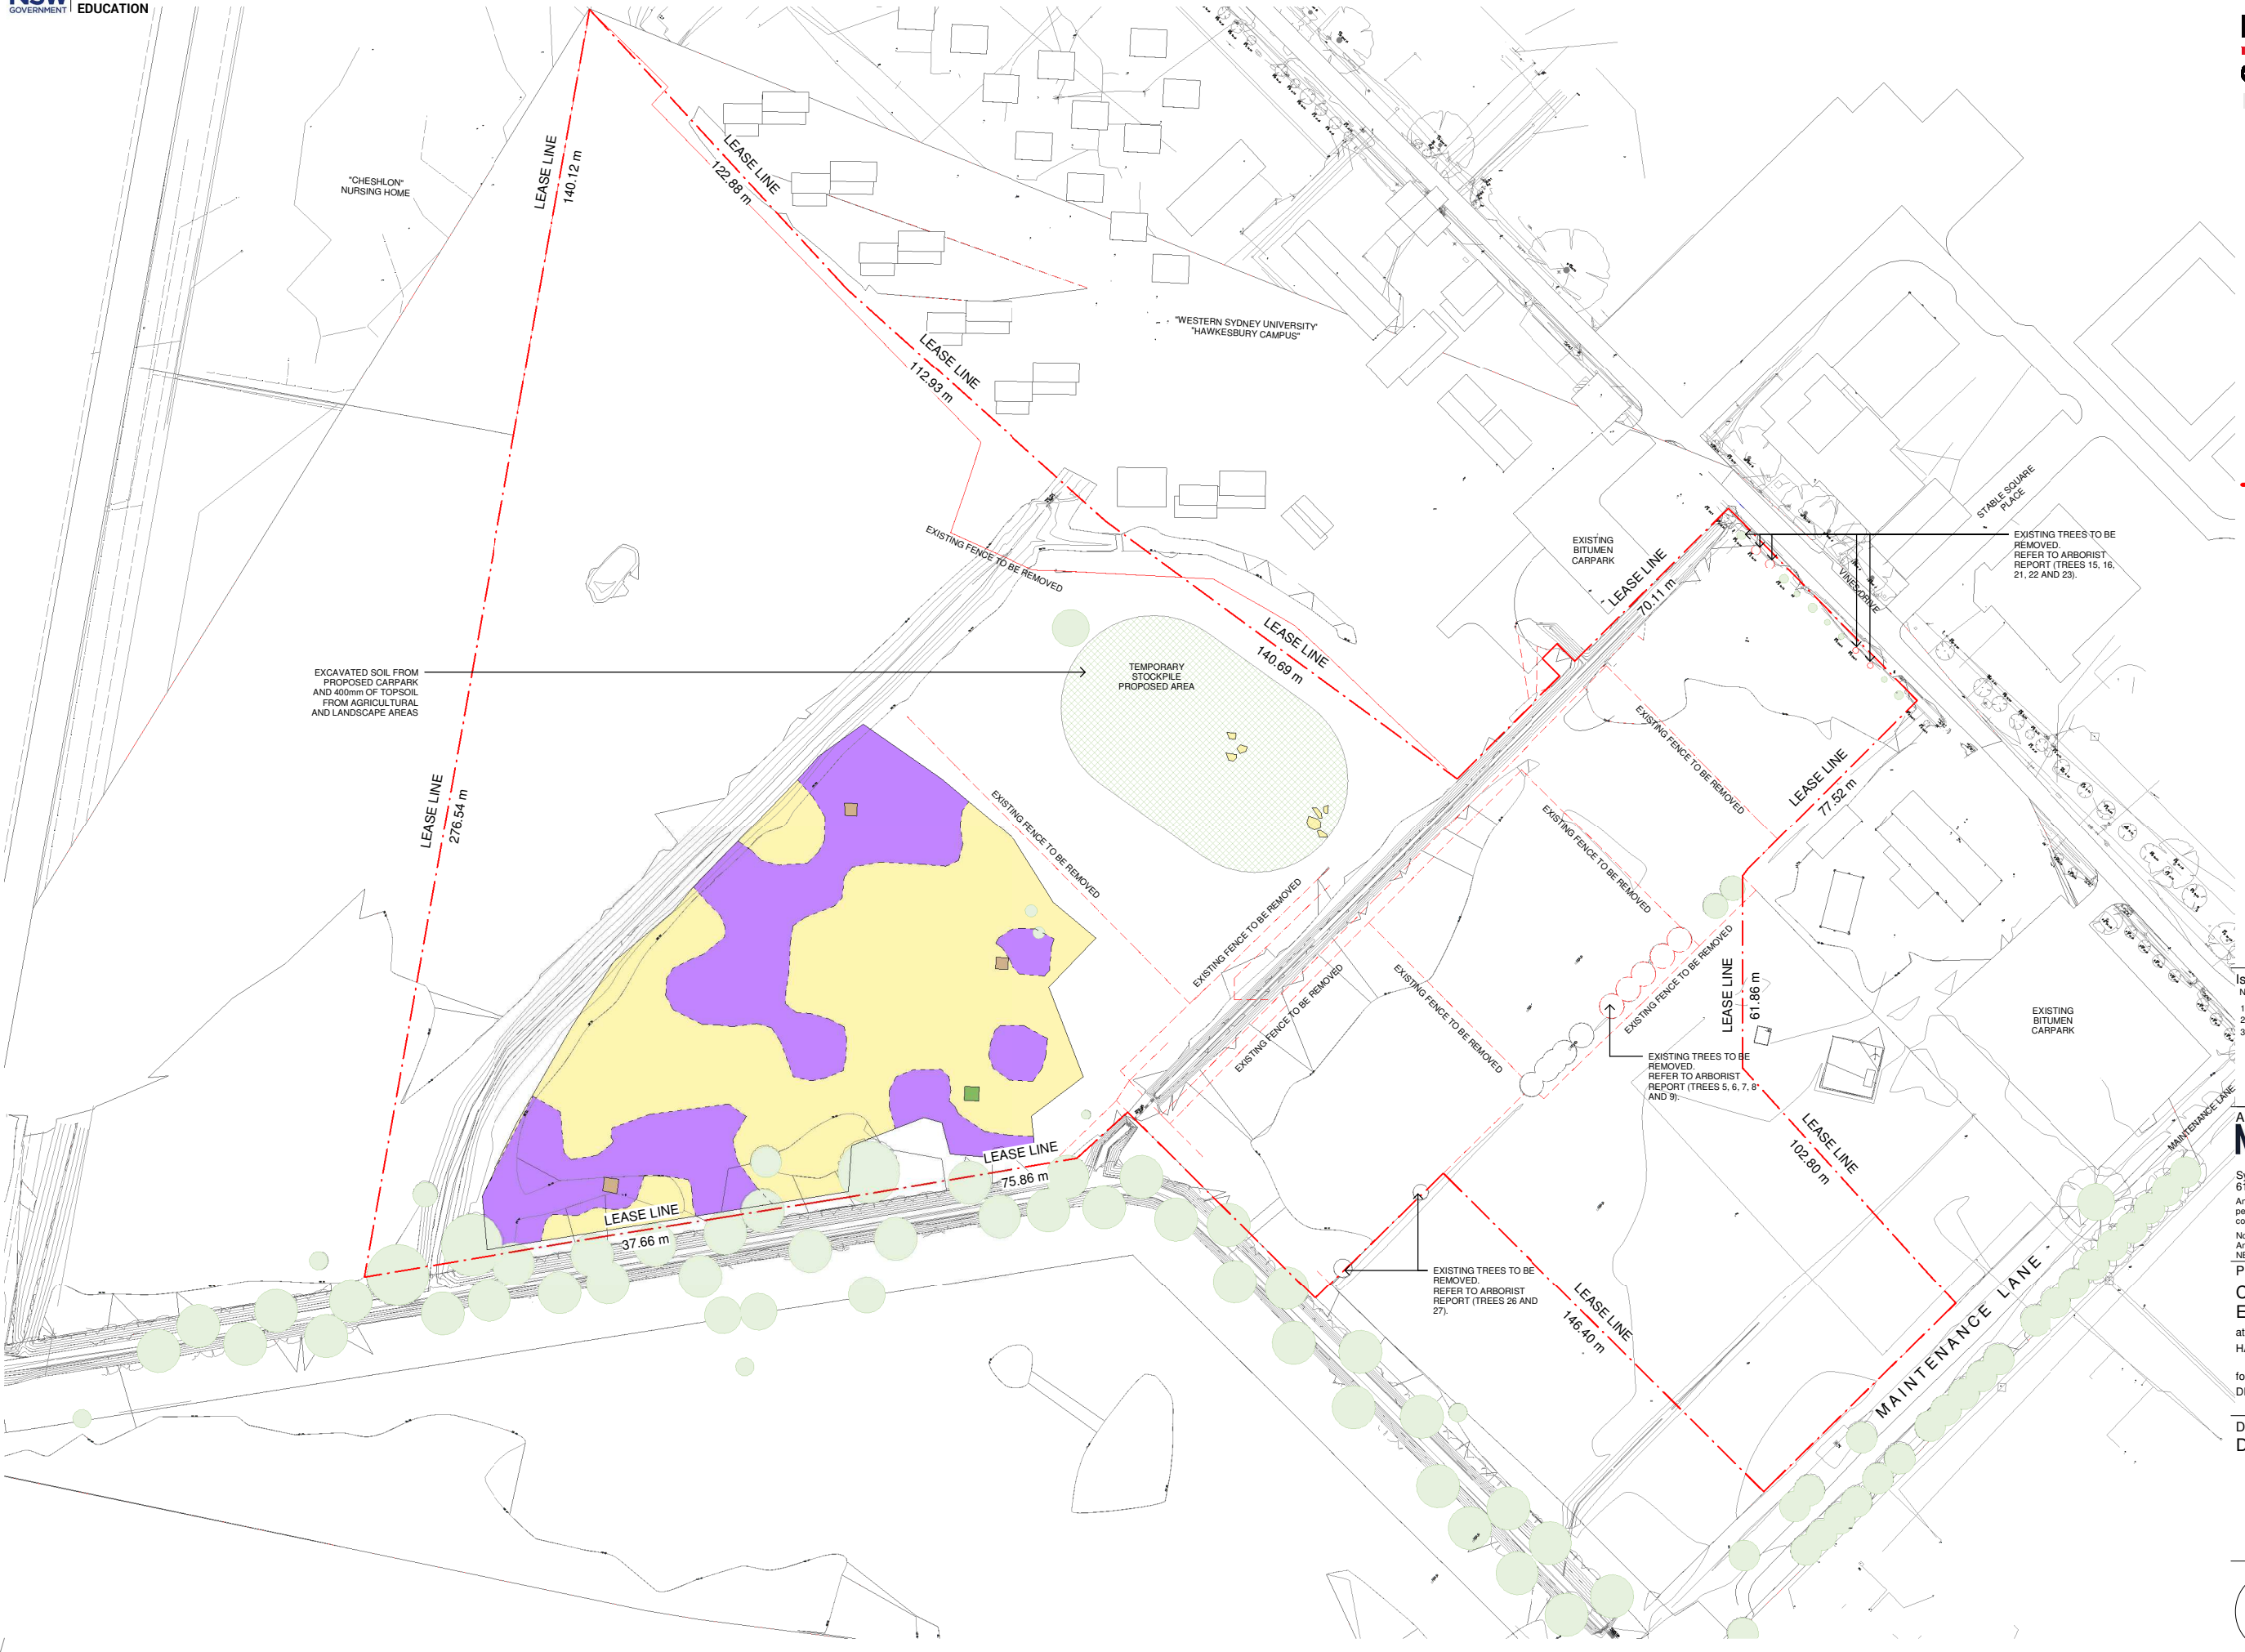 NSW
GOVERNMENT
EDUCATION
"CHESHLON"
NURSING HOME
LEASE LINE
140.12 m
LEASE LINE
122.88 m
"WESTERN SYDNEY UNIVERSITY"
"HAWKESBURY CAMPUS"
LEASE LINE
112.93 m
EXISTING FENCE TO BE REMOVED
EXISTING
BITUMEN
CARPARK
STABLE SQUARE
PLACE
EXISTING TREES TO BE
REMOVED.
REFER TO ARBORIST
REPORT (TREES 15, 16,
21, 22 AND 23).
VINES DRIVE
LEASE LINE
70.11 m
LEASE LINE
140.69 m
EXCAVATED SOIL FROM
PROPOSED CARPARK
AND 400mm OF TOPSOIL
FROM AGRICULTURAL
AND LANDSCAPE AREAS
TEMPORARY
STOCKPILE
PROPOSED AREA
EXISTING FENCE TO BE REMOVED
LEASE LINE
77.52 m
LEASE LINE
276.54 m
EXISTING FENCE TO BE REMOVED
EXISTING FENCE TO BE REMOVED
EXISTING FENCE TO BE REMOVED
EXISTING FENCE TO BE REMOVED
EXISTING FENCE TO BE REMOVED
EXISTING FENCE TO BE REMOVED
LEASE LINE
61.86 m
EXISTING
BITUMEN
CARPARK
EXISTING TREES TO BE
REMOVED.
REFER TO ARBORIST
REPORT (TREES 5, 6, 7, 8"
AND 9).
MAINTENANCE LANE
LEASE LINE
102.80 m
LEASE LINE
75.86 m
LEASE LINE
37.66 m
EXISTING TREES TO BE
REMOVED.
REFER TO ARBORIST
REPORT (TREES 26 AND
27).
LEASE LINE
146.40 m
MAINTENANCE LANE